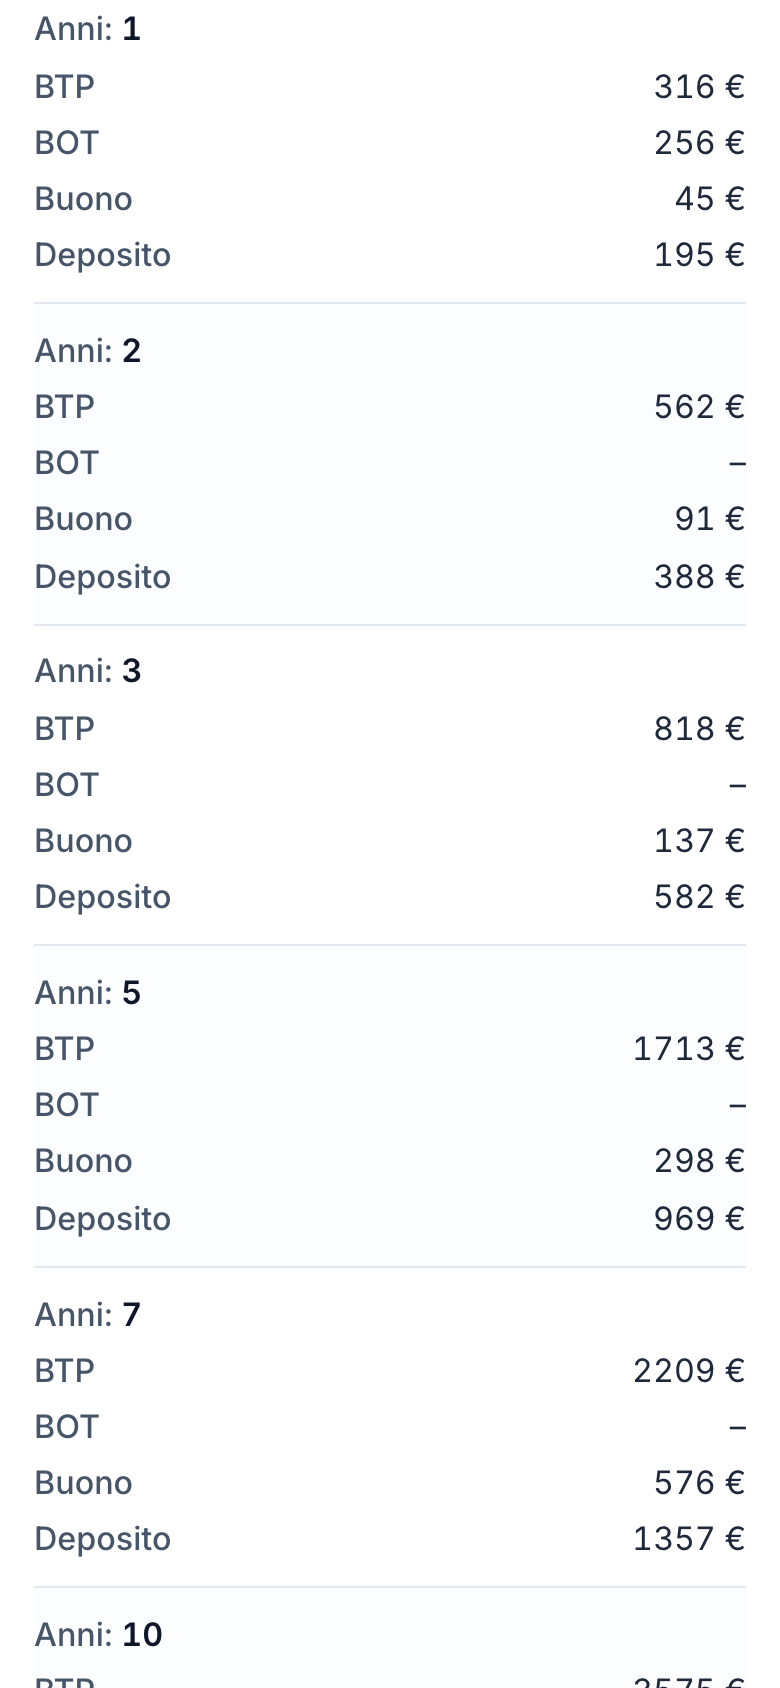 Anni: 1
BTP 316 €
BOT 256 €
Buono 45 €
Deposito 195 €
Anni: 2
BTP 562 €
BOT –
Buono 91 €
Deposito 388 €
Anni: 3
BTP 818 €
BOT –
Buono 137 €
Deposito 582 €
Anni: 5
BTP 1713 €
BOT –
Buono 298 €
Deposito 969 €
Anni: 7
BTP 2209 €
BOT –
Buono 576 €
Deposito 1357 €
Anni: 10
BTP